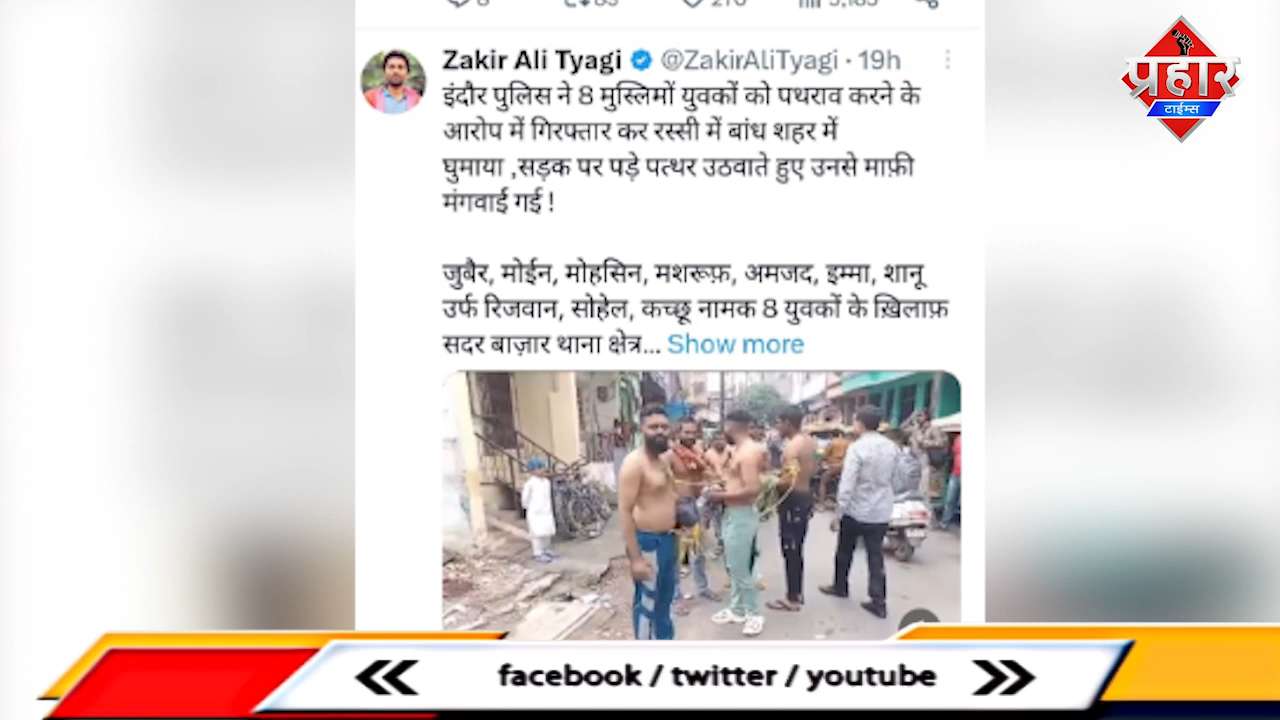 Zakir Ali Tyagi @ZakirAliTyagi · 19h
इंदौर पुलिस ने 8 मुस्लिमों युवकों को पथराव करने के
आरोप में गिरफ्तार कर रस्सी में बांध शहर में
घुमाया ,सड़क पर पड़े पत्थर उठवाते हुए उनसे माफ़ी
मंगवाई गई !
जुबैर, मोईन, मोहसिन, मशरूफ़, अमजद, इम्मा, शानू
उर्फ रिजवान, सोहेल, कच्छू नामक 8 युवकों के ख़िलाफ़
सदर बाज़ार थाना क्षेत्र... Show more
प्रहार
टाईम्स
facebook / twitter / youtube